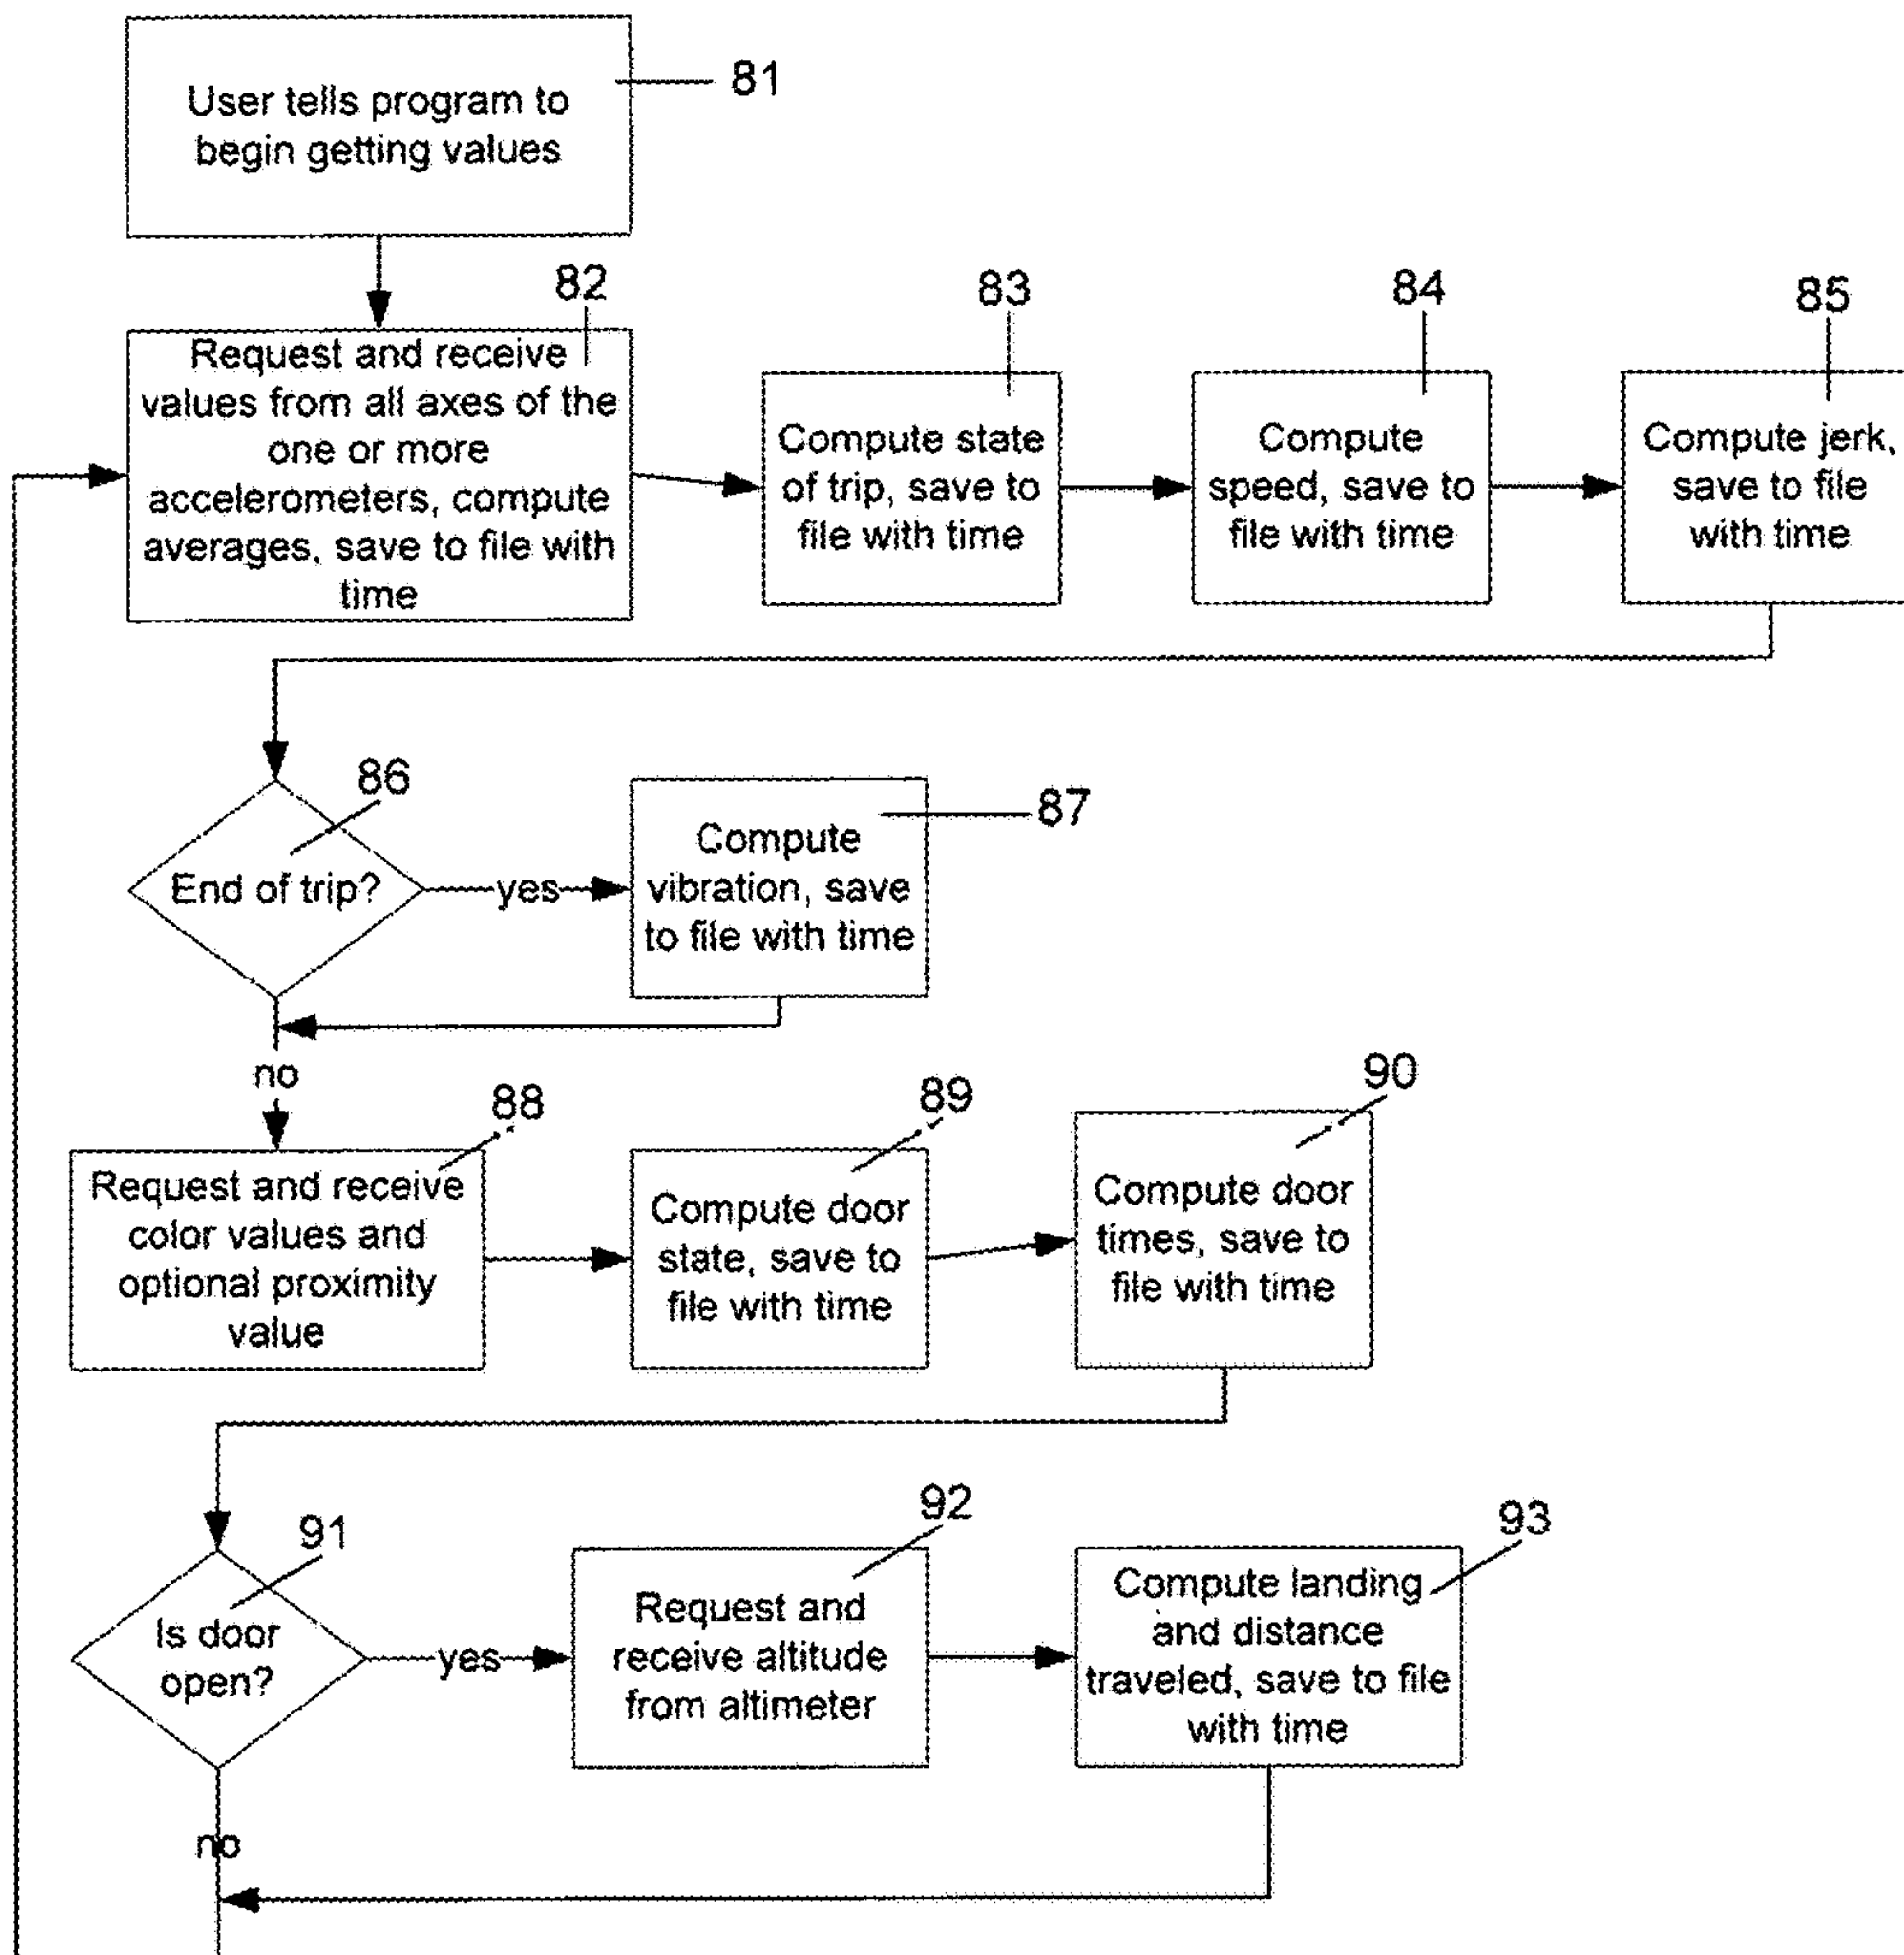 81
User tells program to
begin getting values
82
Request and receive
values from all axes of the
one or more
accelerometers, compute
averages, save to file with
time
83
Compute state
of trip, save to
file with time
84
Compute
speed, save to
file with time
85
Compute jerk,
save to file
with time
86
End of trip?
yes
87
Compute
vibration, save
to file with time
no
88
Request and receive
color values and
optional proximity
value
89
Compute door
state, save to
file with time
90
Compute door
times, save to
file with time
91
Is door
open?
yes
92
Request and
receive altitude
from altimeter
93
Compute landing
and distance
traveled, save to file
with time
no